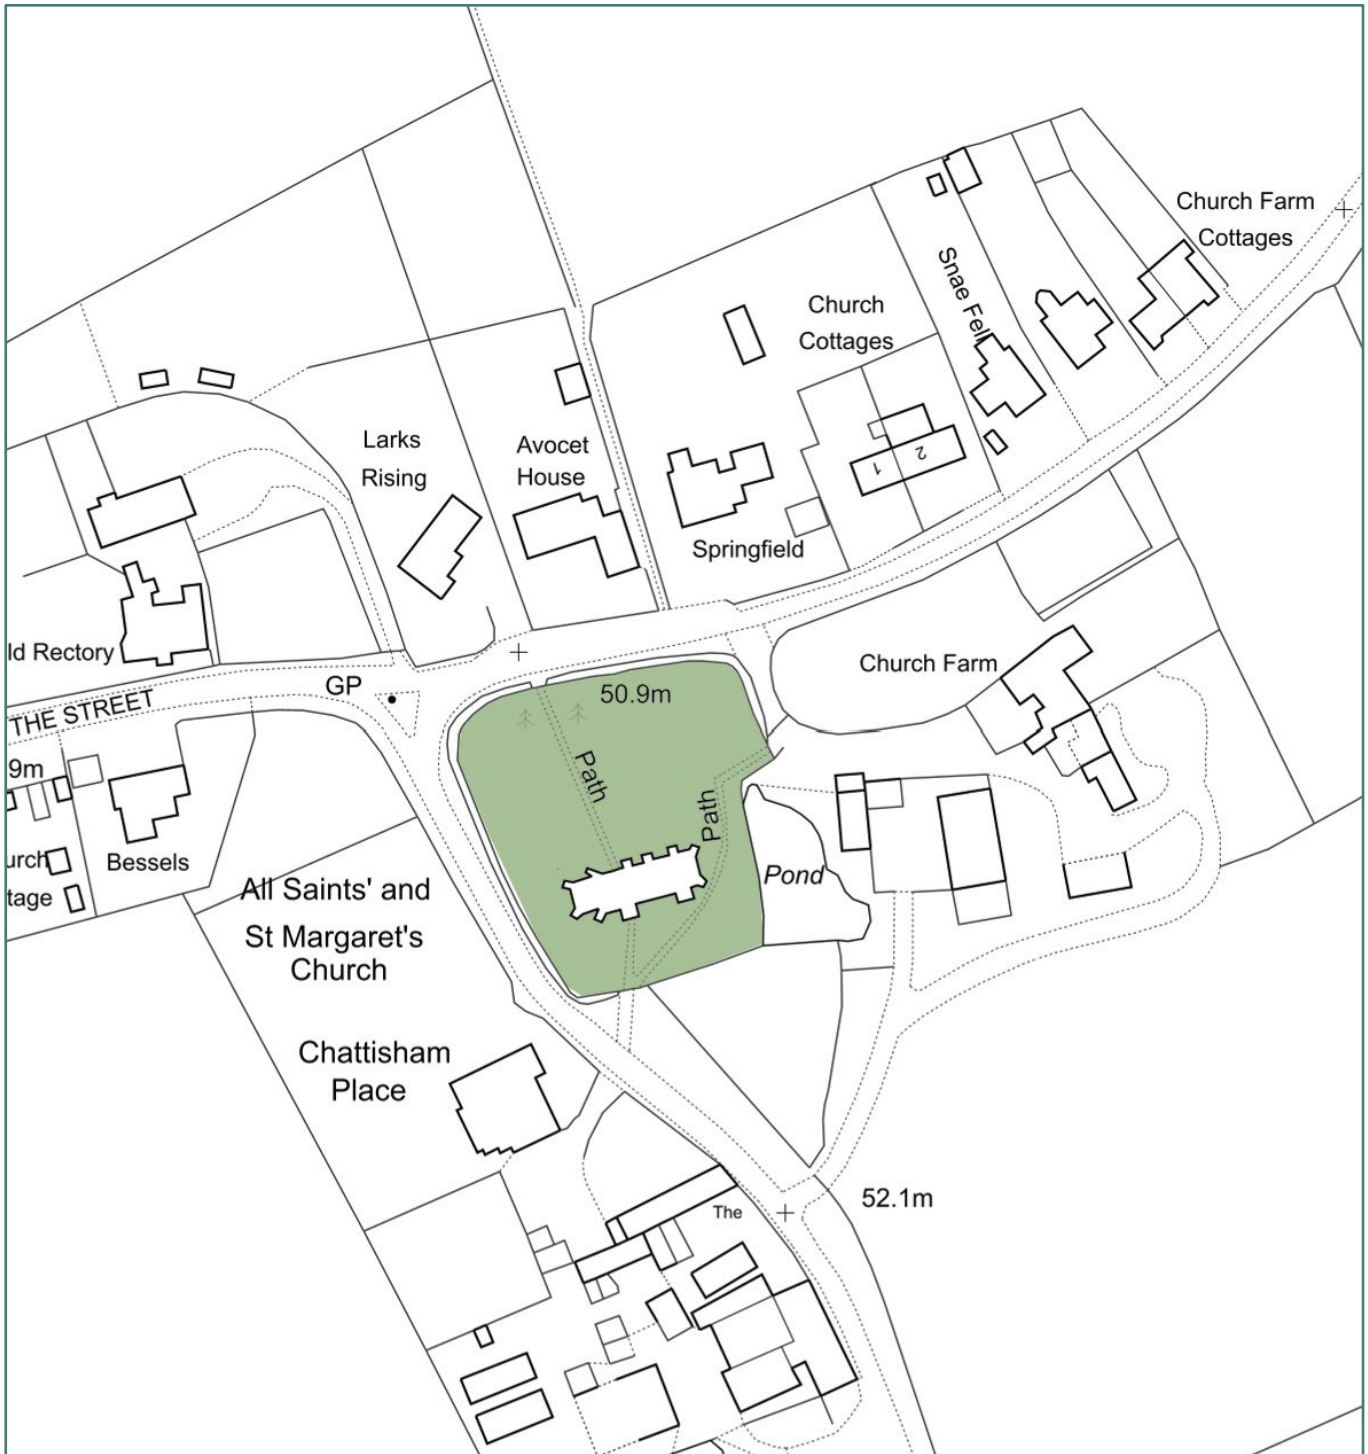 Church Farm
Cottages
Snae Fell
Church
Cottages
Larks
Rising
Avocet
House
1
2
Springfield
ld Rectory
GP
50.9m
Church Farm
THE STREET
Path
9m
Path
Bessels
urch
tage
Pond
All Saints' and
St Margaret's
Church
Chattisham
Place
52.1m
The